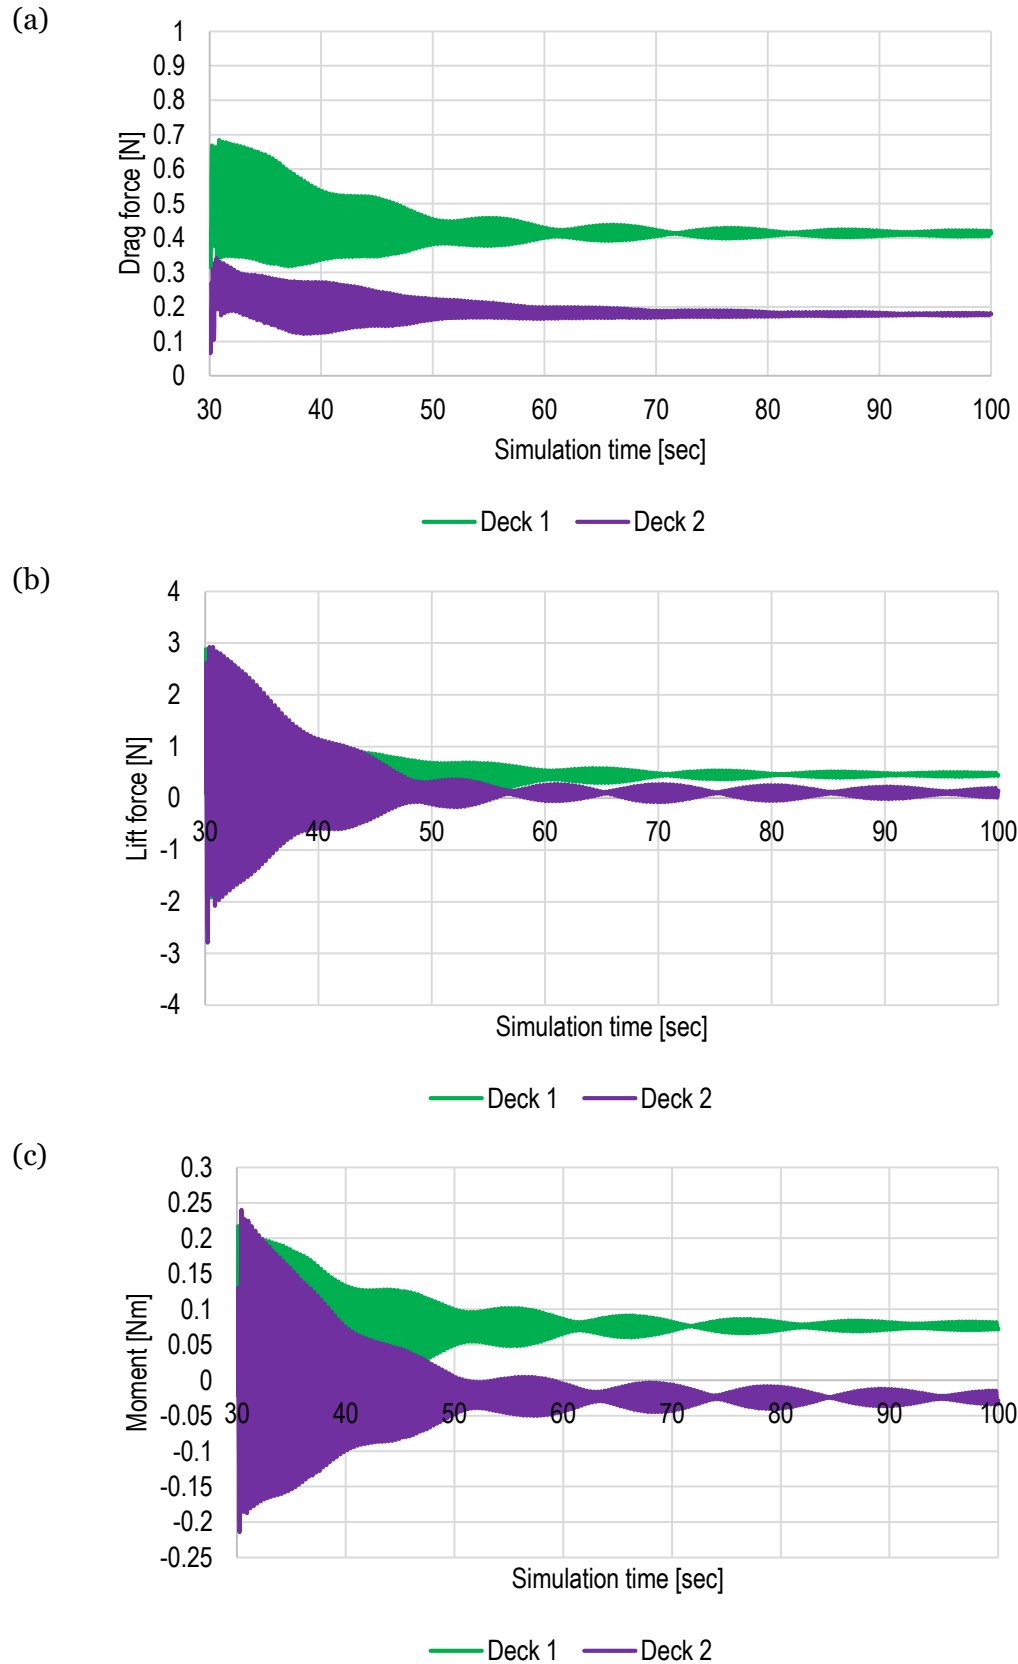 (a)
1
0.9
0.8
0.7
0.6
0.5
0.4
0.3
0.2
0.1
0
Drag force [N]
30 40 50 60 70 80 90 100
Simulation time [sec]
Deck 1 Deck 2
(b)
4
3
2
1
0
-1
-2
-3
-4
Lift force [N]
30 40 50 60 70 80 90 100
Simulation time [sec]
Deck 1 Deck 2
(c)
0.3
0.25
0.2
0.15
0.1
0.05
0
-0.05
-0.1
-0.15
-0.2
-0.25
Moment [Nm]
30 40 50 60 70 80 90 100
Simulation time [sec]
Deck 1 Deck 2